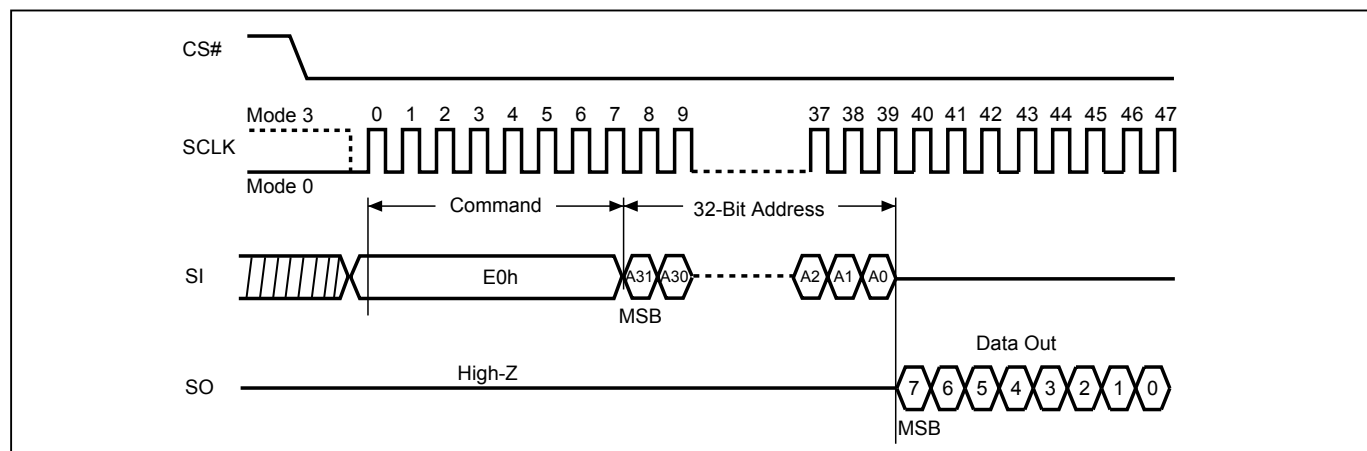 CS#
Mode 3
0 1 2 3 4 5 6 7 8 9 37 38 39 40 41 42 43 44 45 46 47
SCLK
Mode 0
Command 32-Bit Address
SI E0h A31 A30 A2 A1 A0
MSB
Data Out
High-Z
SO 7 6 5 4 3 2 1 0
MSB